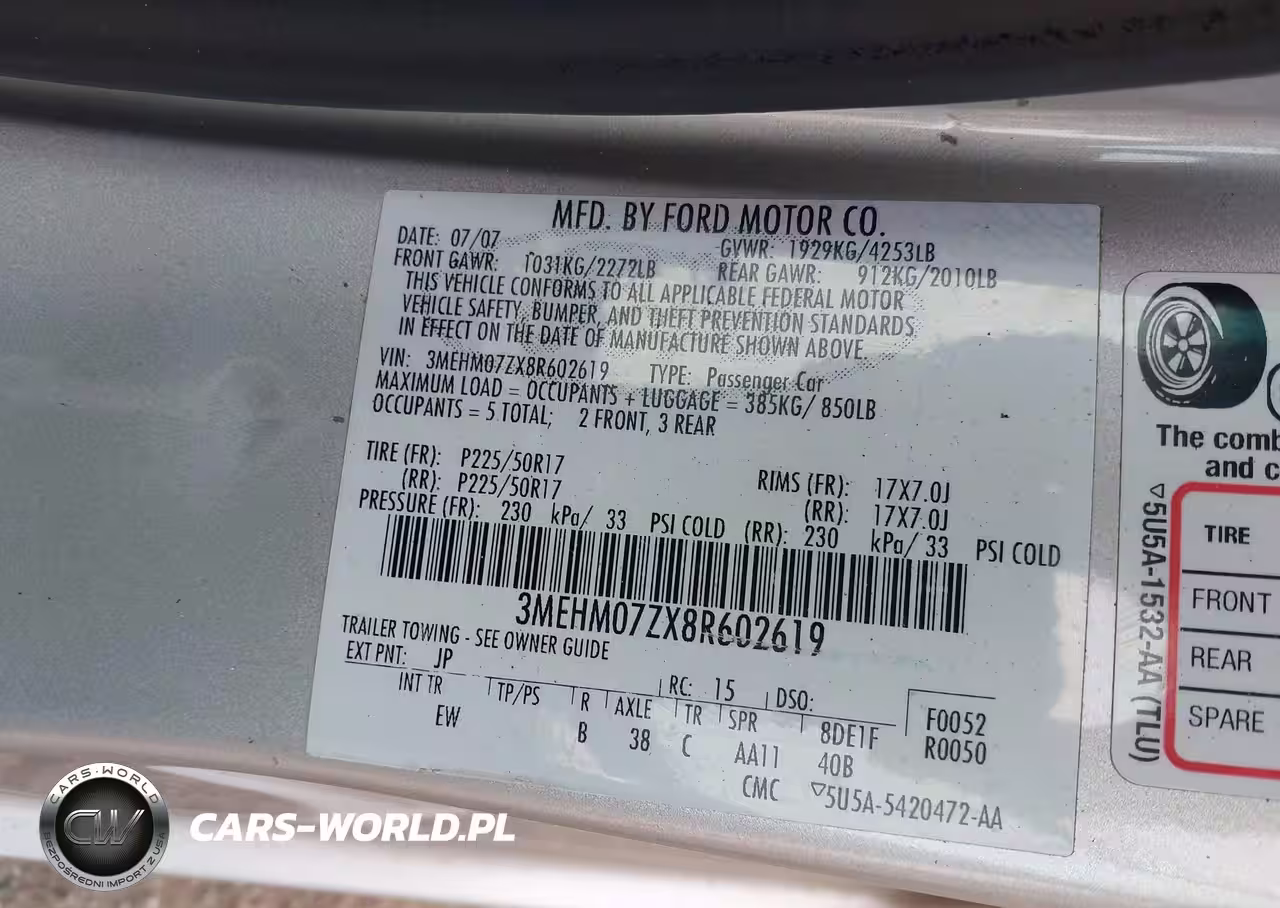 MFD. BY FORD MOTOR CO.
DATE: 07/07 GVWR: 1929KG/4253LB
FRONT GAWR: 1031KG/2272LB REAR GAWR: 912KG/2010LB
THIS VEHICLE CONFORMS TO ALL APPLICABLE FEDERAL MOTOR
VEHICLE SAFETY, BUMPER, AND THEFT PREVENTION STANDARDS
IN EFFECT ON THE DATE OF MANUFACTURE SHOWN ABOVE.
VIN: 3MEHM07ZX8R602619 TYPE: Passenger Car
MAXIMUM LOAD = OCCUPANTS + LUGGAGE = 385KG/ 850LB
OCCUPANTS = 5 TOTAL; 2 FRONT, 3 REAR
TIRE (FR): P225/50R17 RIMS (FR): 17X7.0J
(RR): P225/50R17 (RR): 17X7.0J
PRESSURE (FR): 230 kPa/ 33 PSI COLD (RR): 230 kPa/ 33 PSI COLD
3MEHM07ZX8R602619
TRAILER TOWING - SEE OWNER GUIDE
EXT PNT: JP RC: 15 DSO:
INT TR TP/PS R AXLE TR SPR 8DE1F F0052
EW B 38 C AA11 40B R0050
CMC ▽5U5A-5420472-AA
The comb
and c
▽5U5A-1532-AA (TLU)
TIRE
FRONT
REAR
SPARE
CARS-WORLD
CW
BEZPOŚREDNI IMPORT Z USA
CARS-WORLD.PL